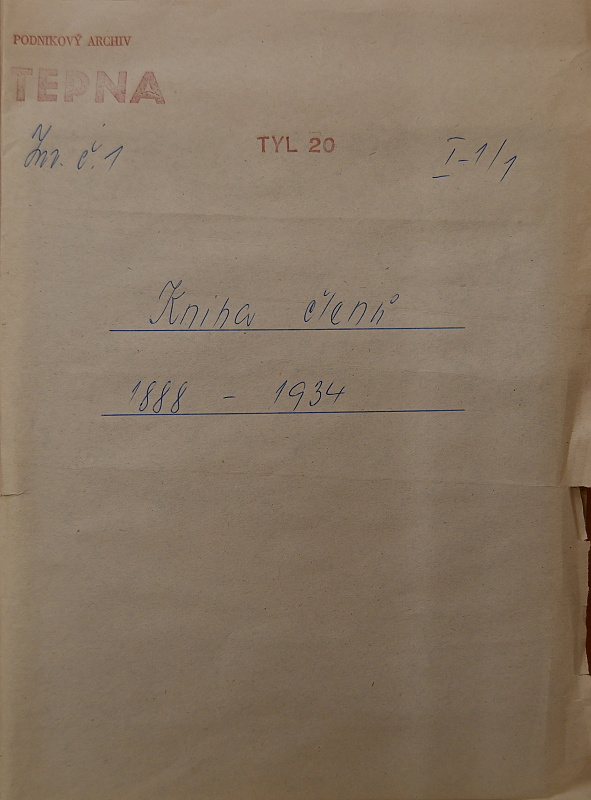 PODNIKOVÝ ARCHIV
TEPNA
Inv. č. 1 TYL 20 I-1/1
Kniha členů
1888 - 1934